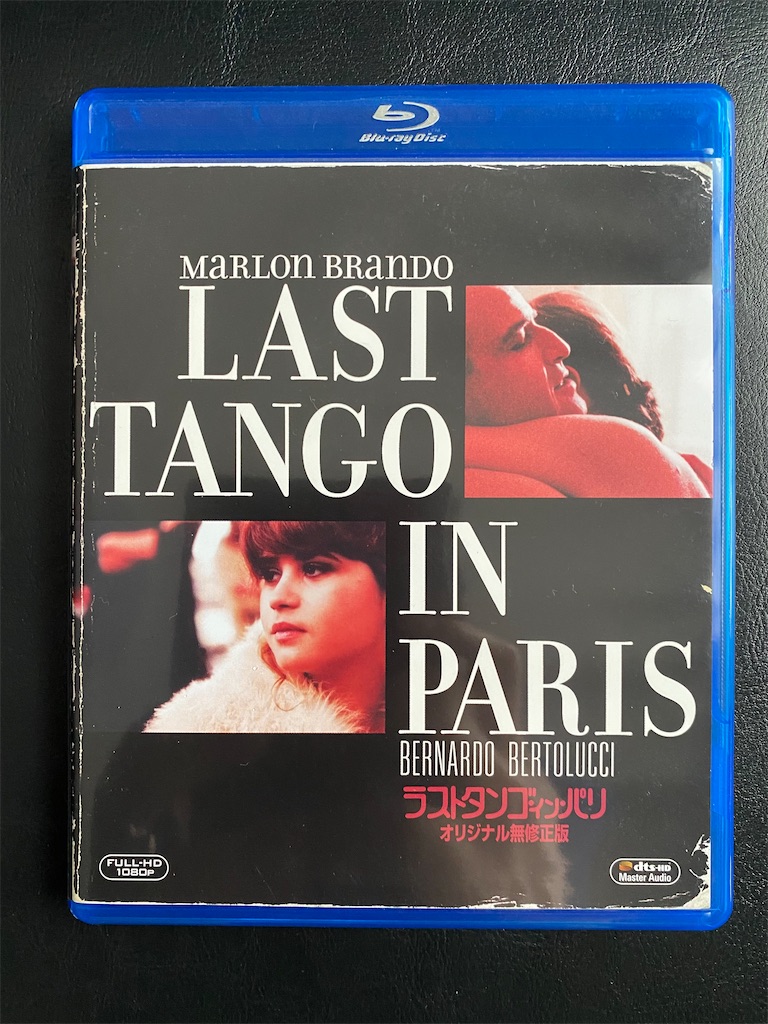 Blu-ray Disc
MARLON BRANDO
LAST
TANGO
IN
PARIS
BERNARDO BERTOLUCCI
ラストタンゴ・イン・パリ
オリジナル無修正版
FULL-HD
1080P
dts-HD
Master Audio